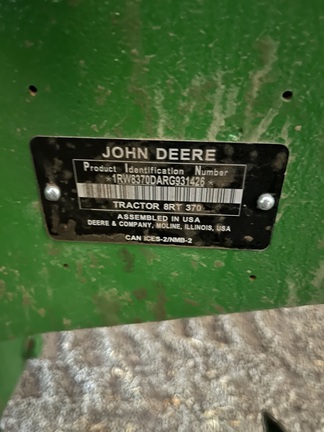 JOHN DEERE
Product Identification Number
*1RW8370DARG931426*
TRACTOR 8RT 370
ASSEMBLED IN USA
DEERE & COMPANY, MOLINE, ILLINOIS, USA
CAN ICES-2/NMB-2